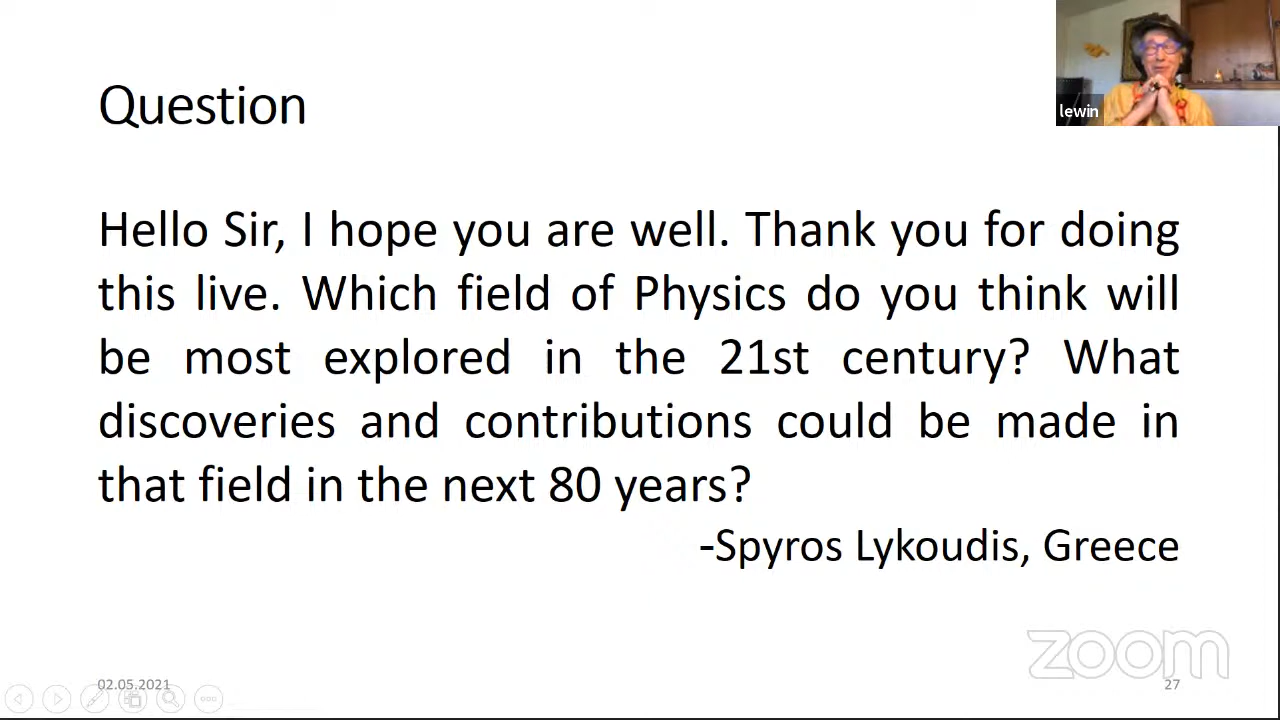 lewin
Question
Hello Sir, I hope you are well. Thank you for doing
this live. Which field of Physics do you think will
be most explored in the 21st century? What
discoveries and contributions could be made in
that field in the next 80 years?
-Spyros Lykoudis, Greece
zoom
02.05.2021
27